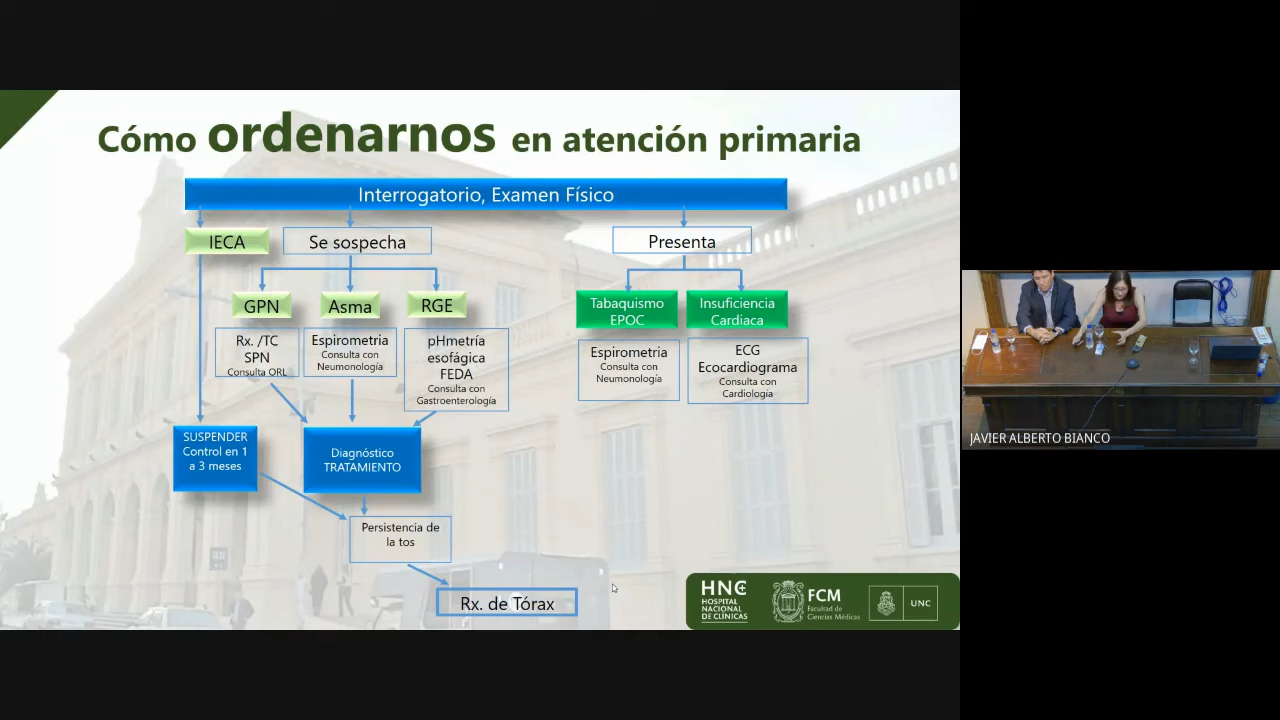 Cómo ordenarnos en atención primaria
Interrogatorio, Examen Físico
IECA
Se sospecha
Presenta
GPN
Asma
RGE
Tabaquismo
EPOC
Insuficiencia
Cardiaca
Rx. /TC
SPN
Consulta ORL
Espirometria
Consulta con
Neumonología
pHmetría
esofágica
FEDA
Consulta con
Gastroenterología
Espirometria
Consulta con
Neumonología
ECG
Ecocardiograma
Consulta con
Cardiología
SUSPENDER
Control en 1
a 3 meses
Diagnóstico
TRATAMIENTO
Persistencia de
la tos
Rx. de Tórax
HNC
HOSPITAL
NACIONAL
DE CLÍNICAS
FCM
Facultad de
Ciencias Médicas
UNC
JAVIER ALBERTO BIANCO